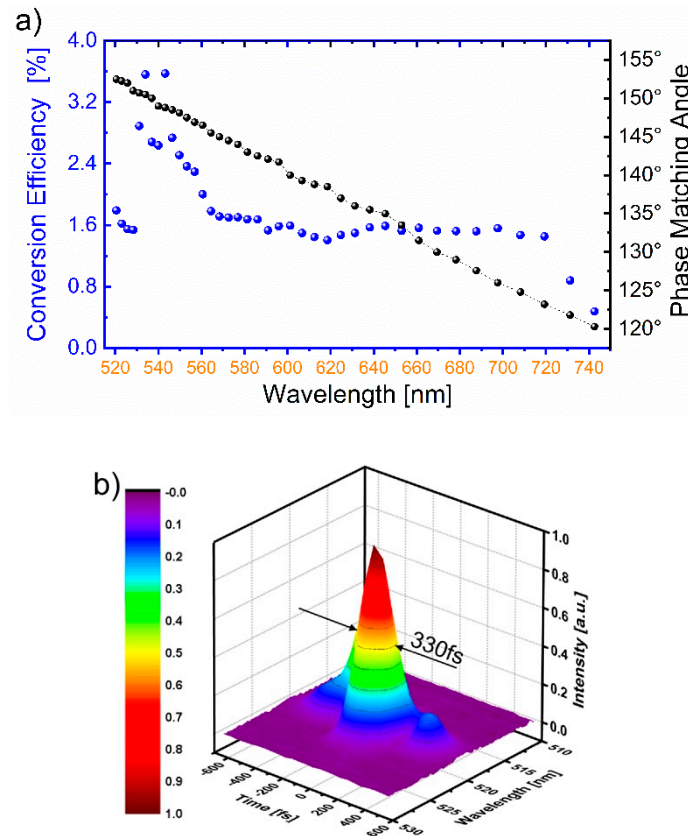 a)
4.0
3.2
2.4
1.6
0.8
0.0
Conversion Efficiency [%]
155°
150°
145°
140°
135°
130°
125°
120°
Phase Matching Angle
520 540 560 580 600 620 640 660 680 700 720 740
Wavelength [nm]
b)
-0.0
0.1
0.2
0.3
0.4
0.5
0.6
0.7
0.8
0.9
1.0
330fs
1.0
0.8
0.6
0.4
0.2
0.0
Intensity [a.u.]
-600 -400 -200 0 200 400 600
Time [fs]
530 525 520 515 510
Wavelength [nm]